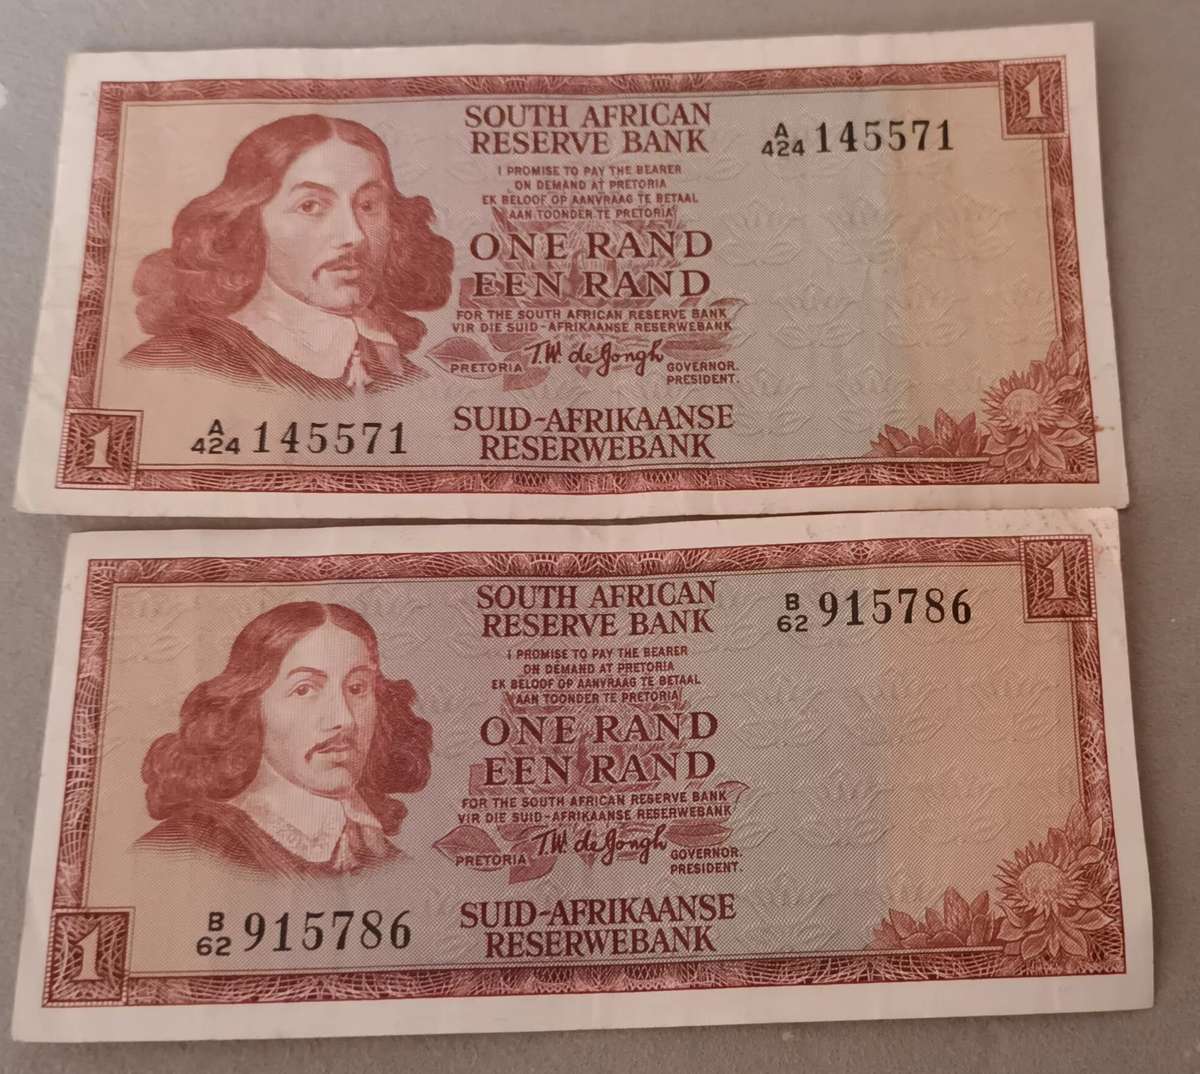 1
SOUTH AFRICAN
RESERVE BANK
A
424 145571
I PROMISE TO PAY THE BEARER
ON DEMAND AT PRETORIA
EK BELOOF OP AANVRAAG TE BETAAL
AAN TOONDER TE PRETORIA
ONE RAND
EEN RAND
FOR THE SOUTH AFRICAN RESERVE BANK
VIR DIE SUID-AFRIKAANSE RESERWEBANK
T.W. de Jongh
PRETORIA
GOVERNOR.
PRESIDENT.
A
424 145571
SUID-AFRIKAANSE
RESERWEBANK
1
1
SOUTH AFRICAN
RESERVE BANK
B
62 915786
I PROMISE TO PAY THE BEARER
ON DEMAND AT PRETORIA
EK BELOOF OP AANVRAAG TE BETAAL
AAN TOONDER TE PRETORIA
ONE RAND
EEN RAND
FOR THE SOUTH AFRICAN RESERVE BANK
VIR DIE SUID-AFRIKAANSE RESERWEBANK
T.W. de Jongh
PRETORIA
GOVERNOR.
PRESIDENT.
B
62 915786
SUID-AFRIKAANSE
RESERWEBANK
1